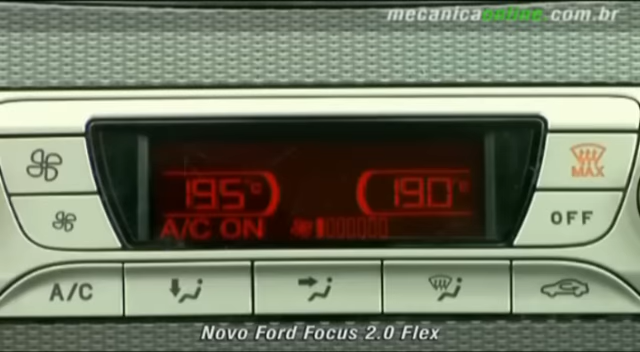 mecanicaonline.com.br
19.5°C 19.0°C
MAX
A/C ON
OFF
A/C
Novo Ford Focus 2.0 Flex